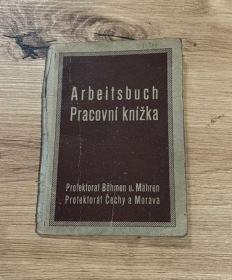 Arbeitsbuch
Pracovní knížka
Protektorat Böhmen u. Mähren
Protektorát Čechy a Morava